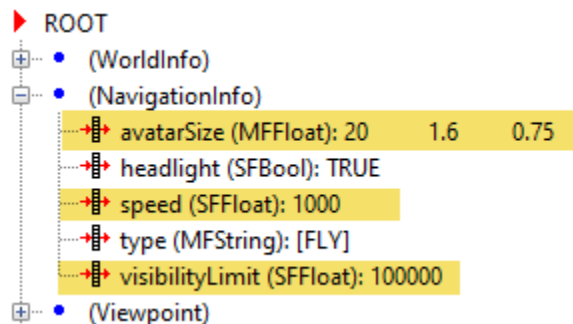 ROOT
(WorldInfo)
(NavigationInfo)
avatarSize (MFFloat): 20 1.6 0.75
headlight (SFBool): TRUE
speed (SFFloat): 1000
type (MFString): [FLY]
visibilityLimit (SFFloat): 100000
(Viewpoint)